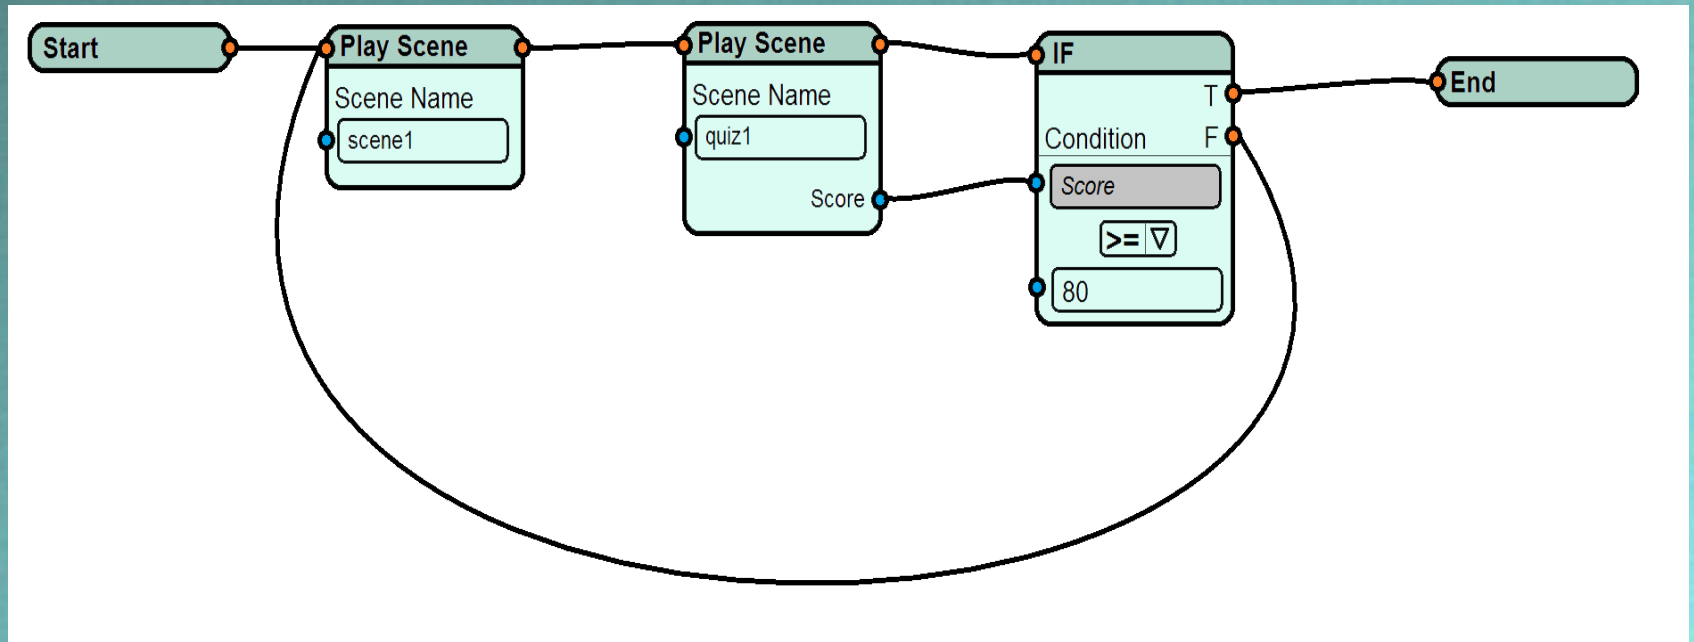 Start
Play Scene
Scene Name
scene1
Play Scene
Scene Name
quiz1
Score
IF
T
Condition F
Score
>= ∇
80
End